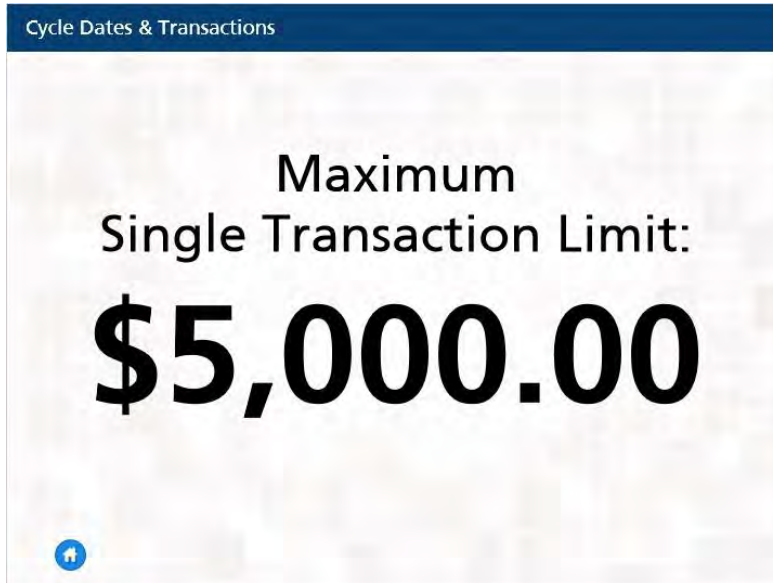 Cycle Dates & Transactions
Maximum
Single Transaction Limit:
$5,000.00